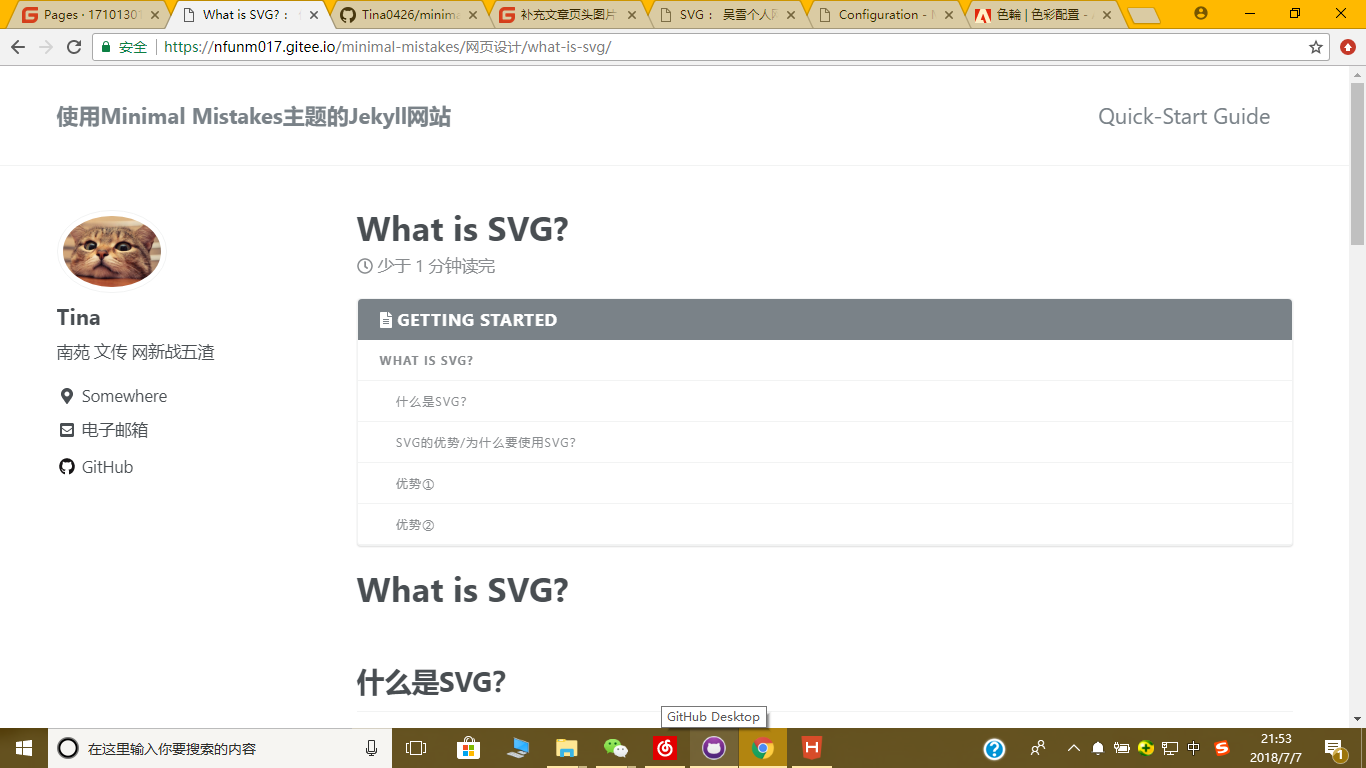 Pages · 17101301
What is SVG? :
Tina0426/minima
补充文章页头图片
SVG : 吴雪个人网
Configuration - M
色輪 | 色彩配置 - A
安全
https://nfunm017.gitee.io/minimal-mistakes/网页设计/what-is-svg/
使用Minimal Mistakes主题的Jekyll网站
Quick-Start Guide
Tina
南苑 文传 网新战五渣
Somewhere
电子邮箱
GitHub
What is SVG?
少于 1 分钟读完
GETTING STARTED
WHAT IS SVG?
什么是SVG?
SVG的优势/为什么要使用SVG?
优势①
优势②
What is SVG?
什么是SVG?
GitHub Desktop
在这里输入你要搜索的内容
中
21:53
2018/7/7
1